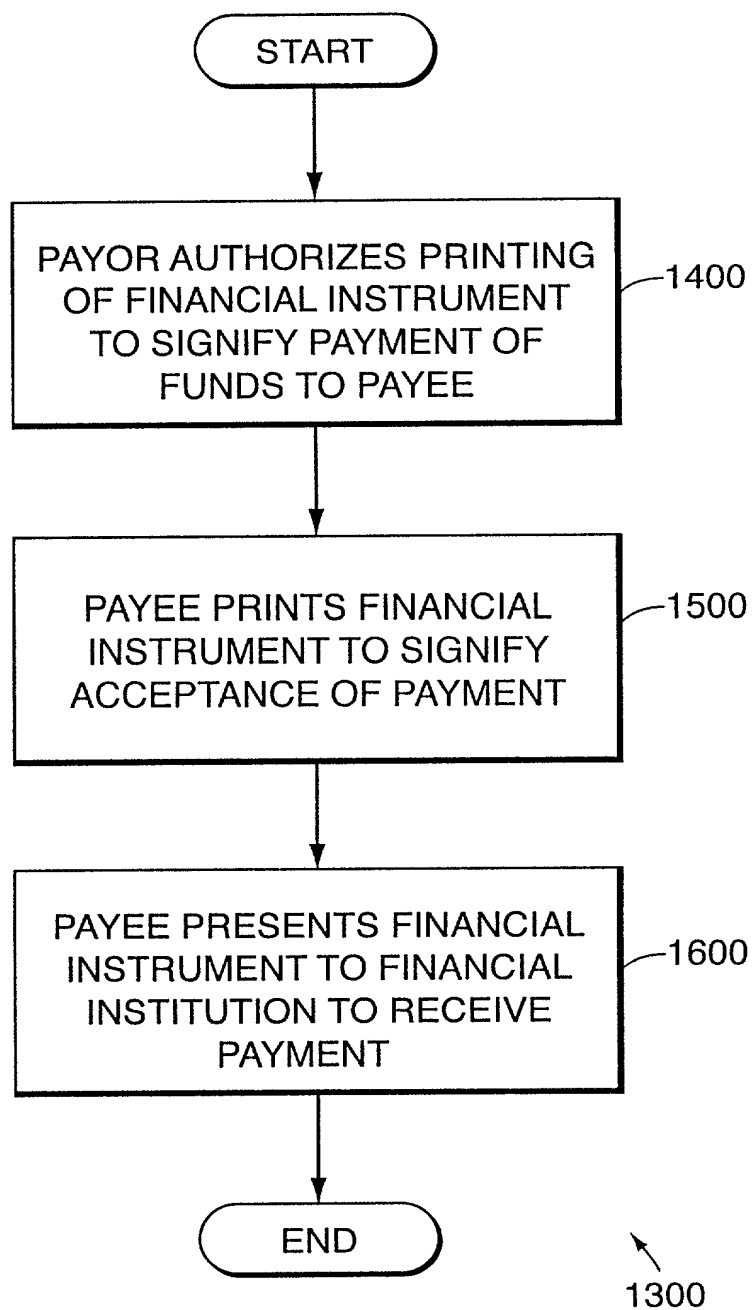 START
PAYOR AUTHORIZES PRINTING
OF FINANCIAL INSTRUMENT
TO SIGNIFY PAYMENT OF
FUNDS TO PAYEE
1400
PAYEE PRINTS FINANCIAL
INSTRUMENT TO SIGNIFY
ACCEPTANCE OF PAYMENT
1500
PAYEE PRESENTS FINANCIAL
INSTRUMENT TO FINANCIAL
INSTITUTION TO RECEIVE
PAYMENT
1600
END
1300